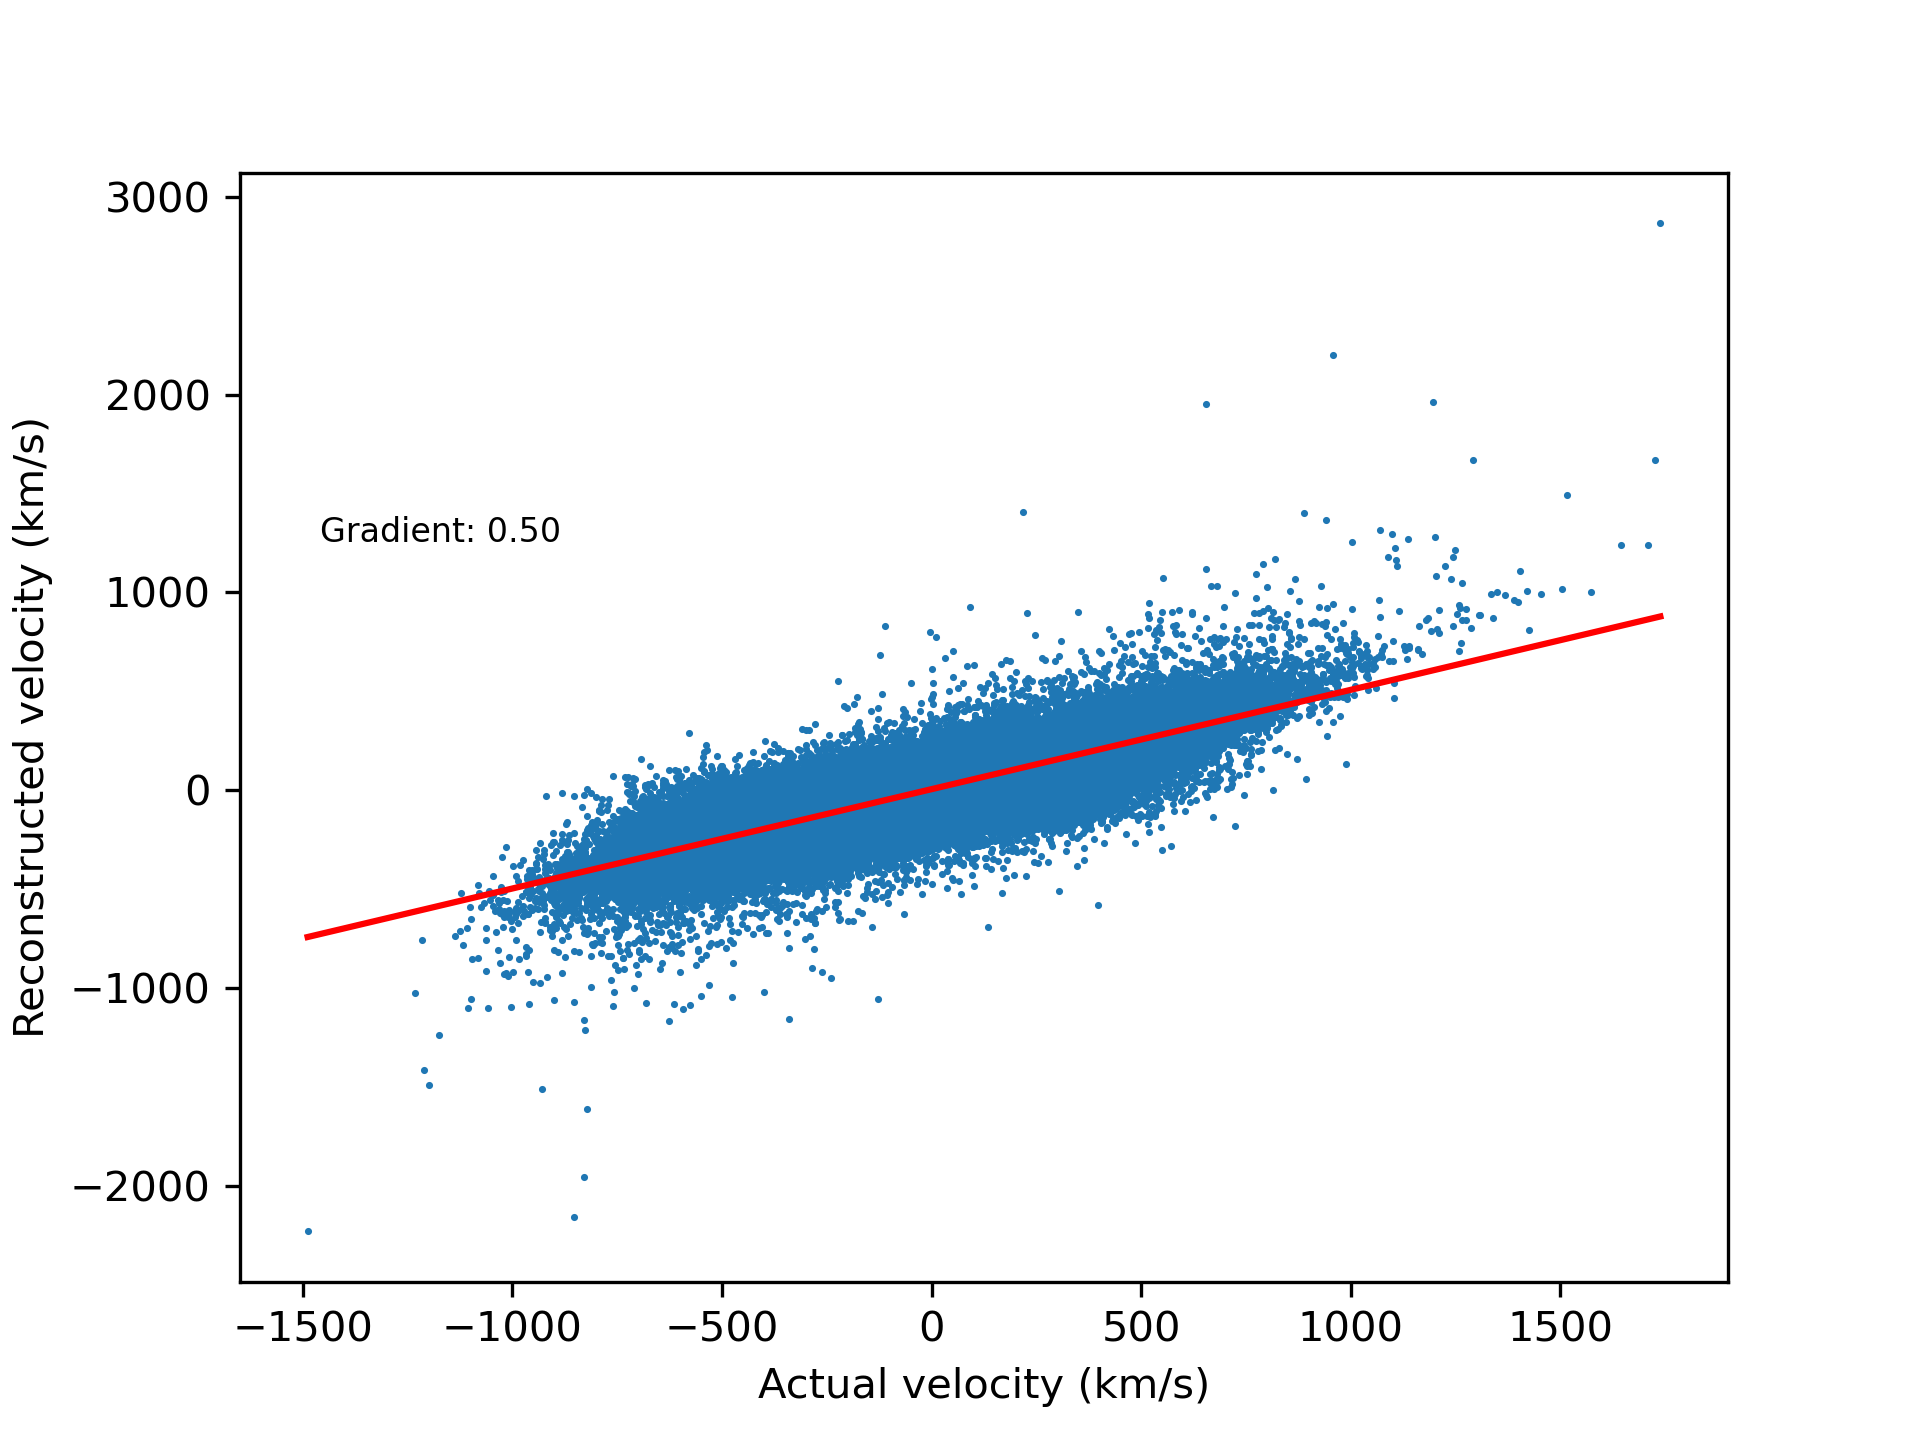 3000
2000
1000
0
−1000
−2000
Reconstructed velocity (km/s)
Gradient: 0.50
−1500 −1000 −500 0 500 1000 1500
Actual velocity (km/s)